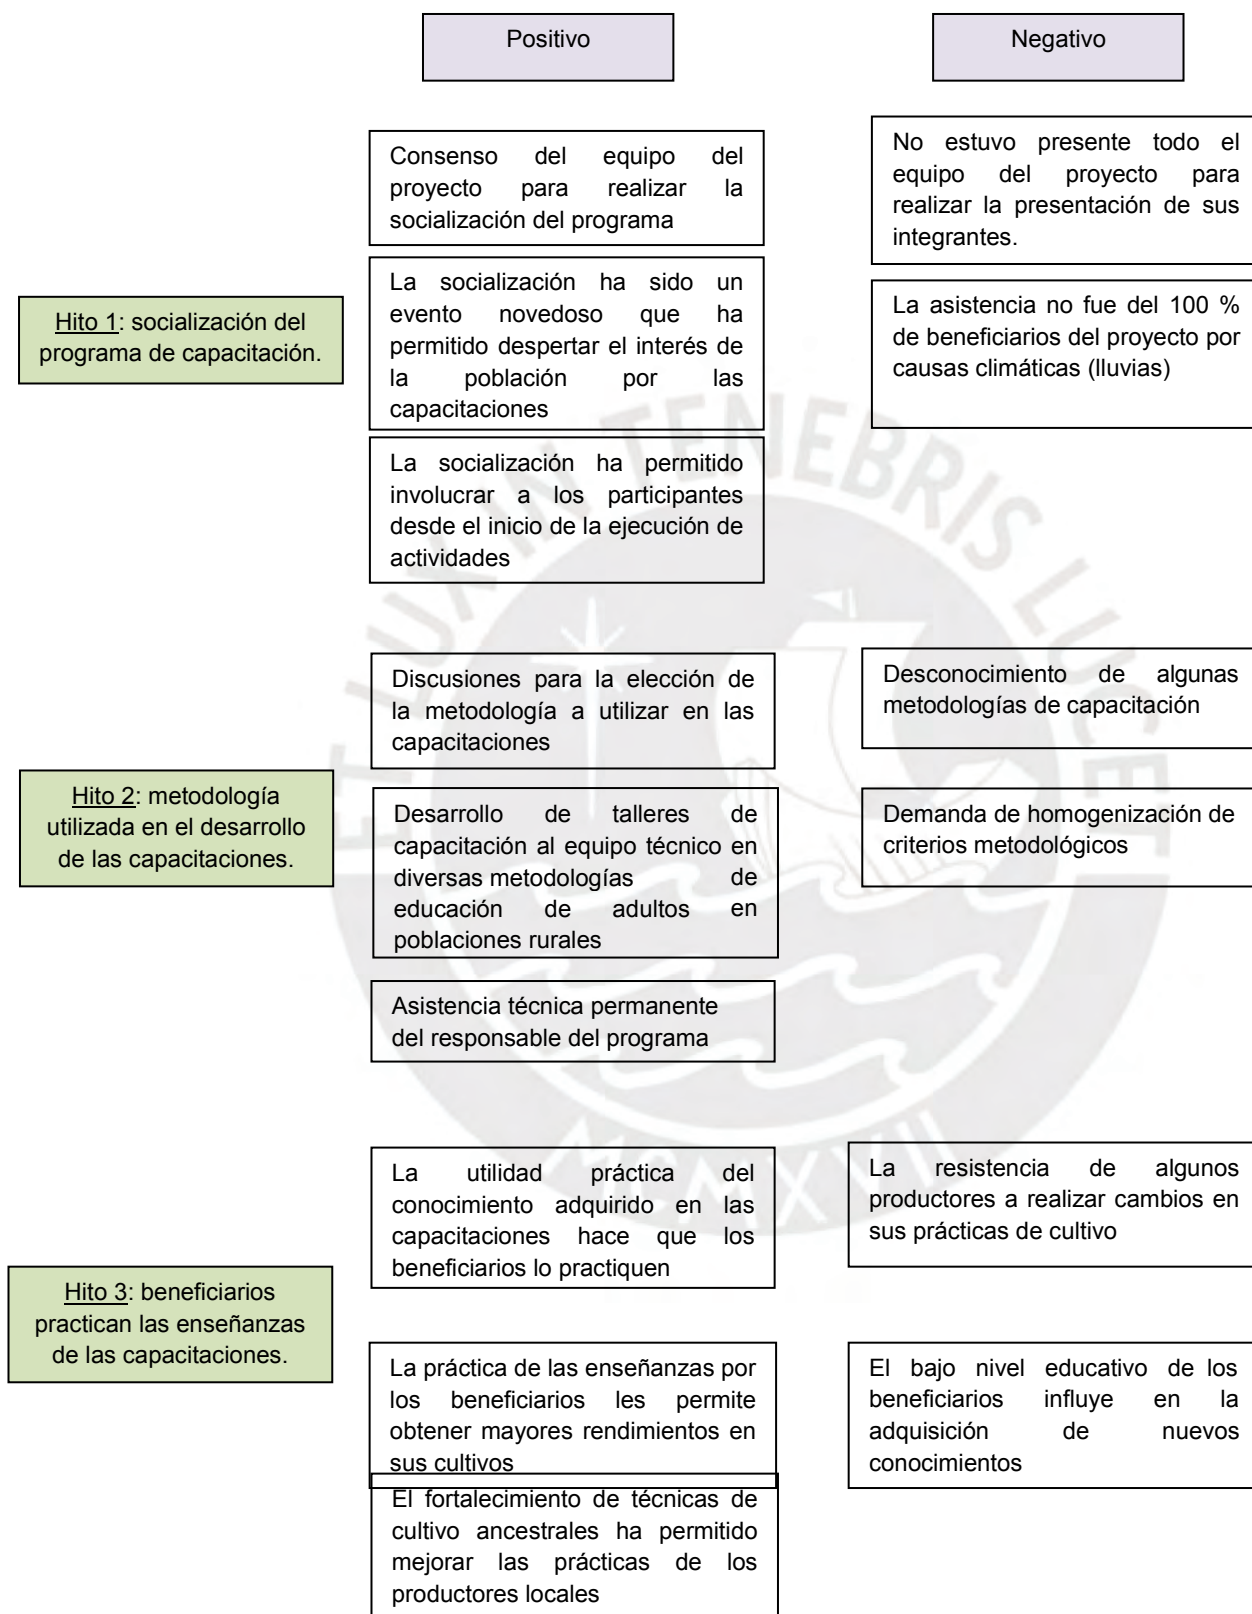 Positivo
Negativo
Consenso del equipo del
proyecto para realizar la
socialización del programa
No estuvo presente todo el
equipo del proyecto para
realizar la presentación de sus
integrantes.
Hito 1: socialización del
programa de capacitación.
La socialización ha sido un
evento novedoso que ha
permitido despertar el interés de
la población por las
capacitaciones
La asistencia no fue del 100 %
de beneficiarios del proyecto por
causas climáticas (lluvias)
La socialización ha permitido
involucrar a los participantes
desde el inicio de la ejecución de
actividades
Discusiones para la elección de
la metodología a utilizar en las
capacitaciones
Desconocimiento de algunas
metodologías de capacitación
Hito 2: metodología
utilizada en el desarrollo
de las capacitaciones.
Desarrollo de talleres de
capacitación al equipo técnico en
diversas metodologías de
educación de adultos en
poblaciones rurales
Demanda de homogenización de
criterios metodológicos
Asistencia técnica permanente
del responsable del programa
La utilidad práctica del
conocimiento adquirido en las
capacitaciones hace que los
beneficiarios lo practiquen
La resistencia de algunos
productores a realizar cambios en
sus prácticas de cultivo
Hito 3: beneficiarios
practican las enseñanzas
de las capacitaciones.
La práctica de las enseñanzas por
los beneficiarios les permite
obtener mayores rendimientos en
sus cultivos
El bajo nivel educativo de los
beneficiarios influye en la
adquisición de nuevos
conocimientos
El fortalecimiento de técnicas de
cultivo ancestrales ha permitido
mejorar las prácticas de los
productores locales
ET LUX IN TENEBRIS LUCET
MCMXVII